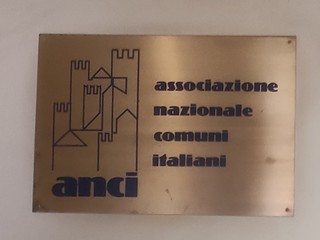 associazione
nazionale
comuni
italiani
anci